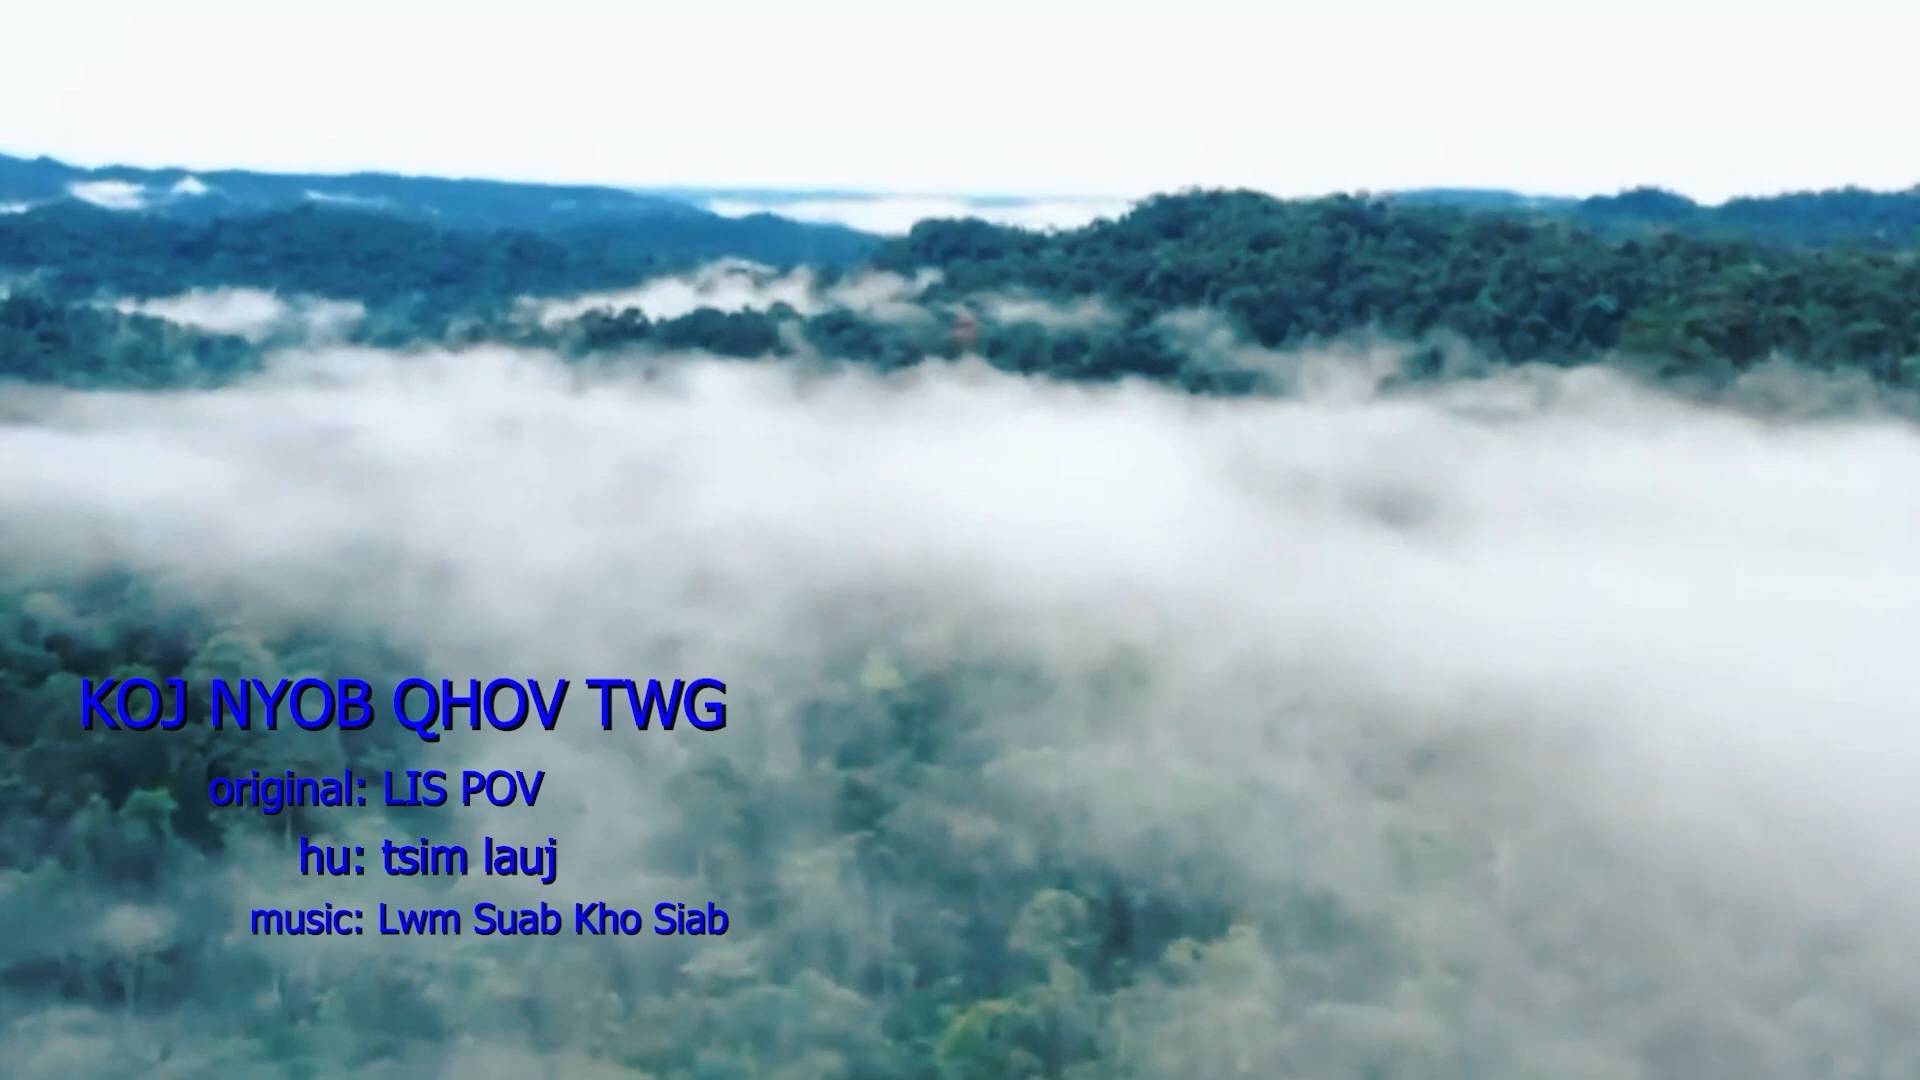 KOJ NYOB QHOV TWG
original: LIS POV
hu: tsim lauj
music: Lwm Suab Kho Siab